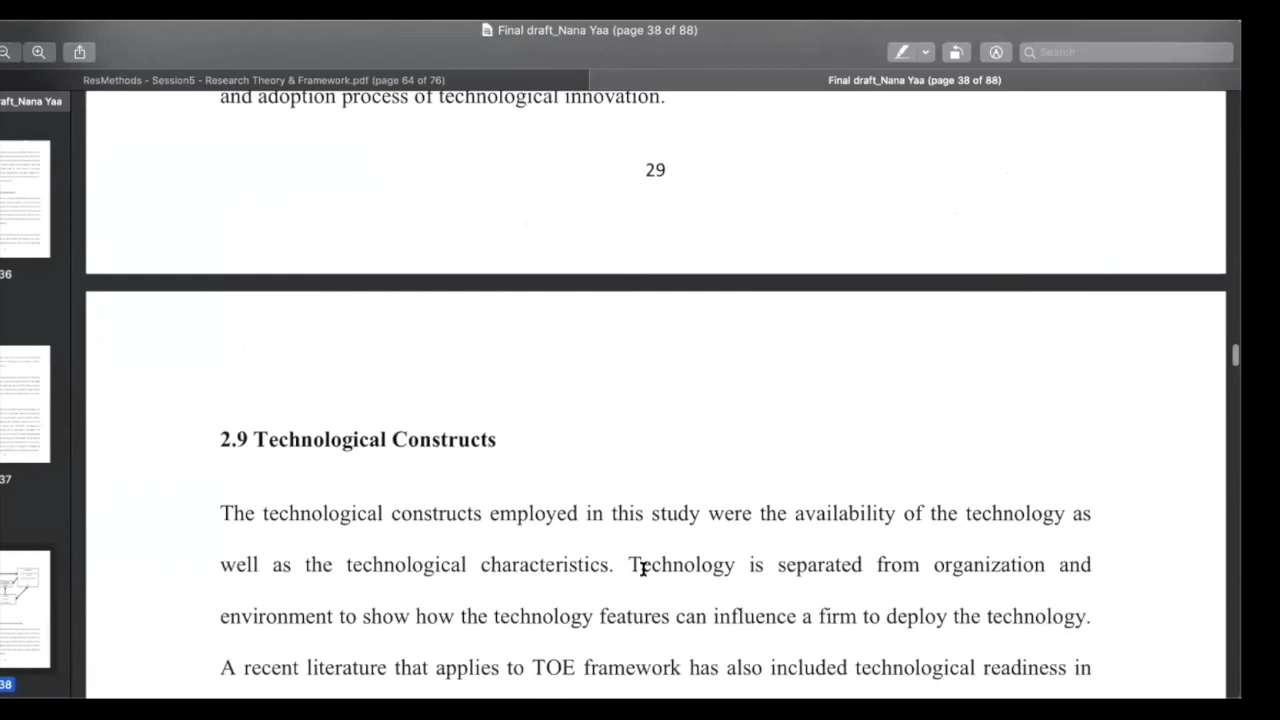 Final draft_Nana Yaa (page 38 of 88)
Search
ResMethods - Session5 - Research Theory & Framework.pdf (page 64 of 76)
Final draft_Nana Yaa (page 38 of 88)
aft_Nana Yaa
36
37
38
and adoption process of technological innovation.
29
2.9 Technological Constructs
The technological constructs employed in this study were the availability of the technology as
well as the technological characteristics. Technology is separated from organization and
environment to show how the technology features can influence a firm to deploy the technology.
A recent literature that applies to TOE framework has also included technological readiness in